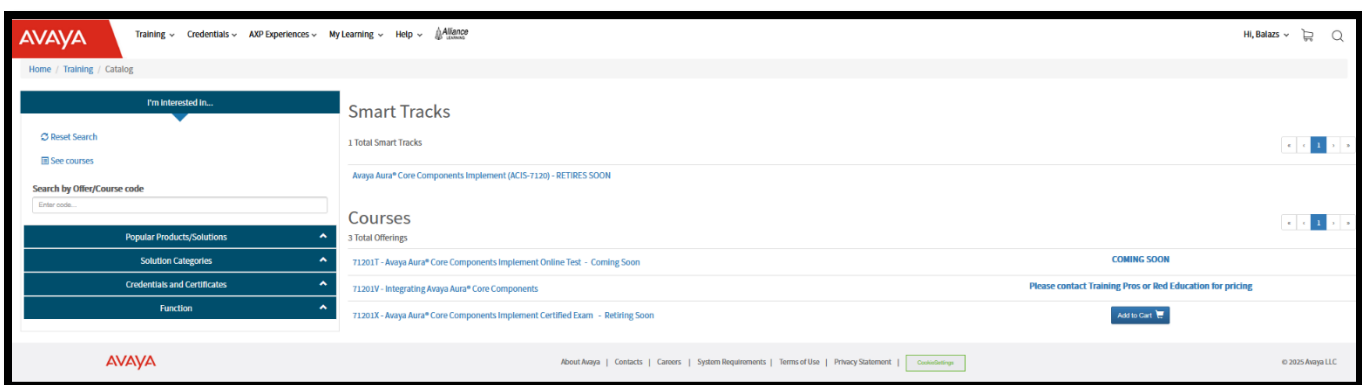 AVAYA
Training Credentials AXP Experiences My Learning Help Alliance LEARNING
Hi, Balazs
Home / Training / Catalog
I'm Interested in...
Reset Search
See courses
Search by Offer/Course code
Enter code...
Popular Products/Solutions
Solution Categories
Credentials and Certificates
Function
Smart Tracks
1 Total Smart Tracks
« ‹ 1 › »
Avaya Aura® Core Components Implement (ACIS-7120) - RETIRES SOON
Courses
« ‹ 1 › »
3 Total Offerings
71201T - Avaya Aura® Core Components Implement Online Test - Coming Soon COMING SOON
71201V - Integrating Avaya Aura® Core Components Please contact Training Pros or Red Education for pricing
71201X - Avaya Aura® Core Components Implement Certified Exam - Retiring Soon Add to Cart
AVAYA
About Avaya | Contacts | Careers | System Requirements | Terms of Use | Privacy Statement | CookieSettings
© 2025 Avaya LLC